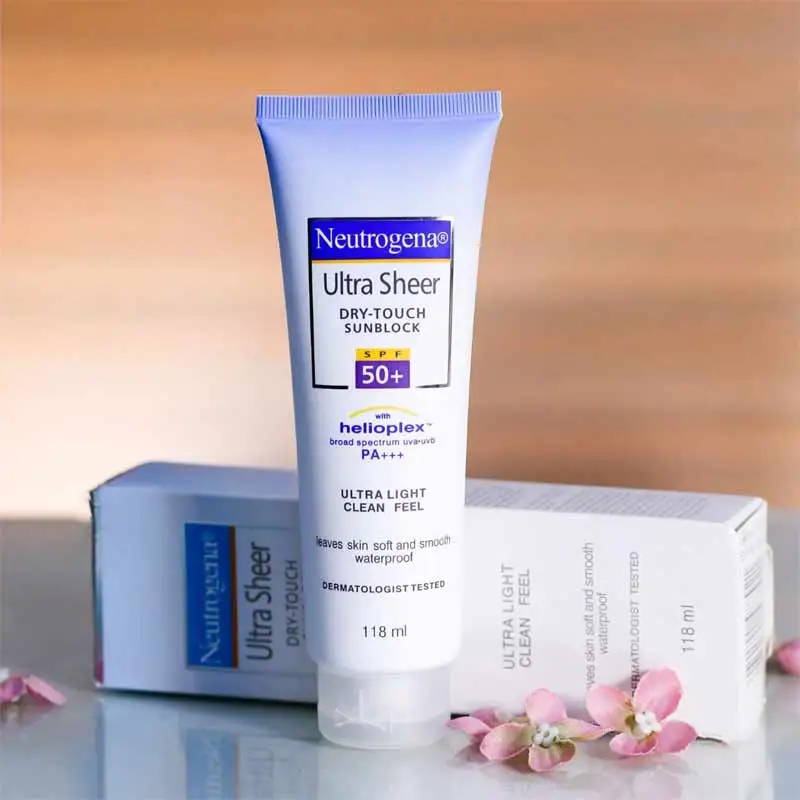 Neutrogena®
Ultra Sheer
DRY-TOUCH
SUNBLOCK
SPF
50+
with
helioplex™
broad spectrum uva•uvb
PA+++
ULTRA LIGHT
CLEAN FEEL
leaves skin soft and smooth
waterproof
DERMATOLOGIST TESTED
118 ml
Neutrogena®
Ultra Sheer
DRY-TOUCH
ULTRA LIGHT
CLEAN FEEL
leaves skin soft and smooth
waterproof
DERMATOLOGIST TESTED
118 ml